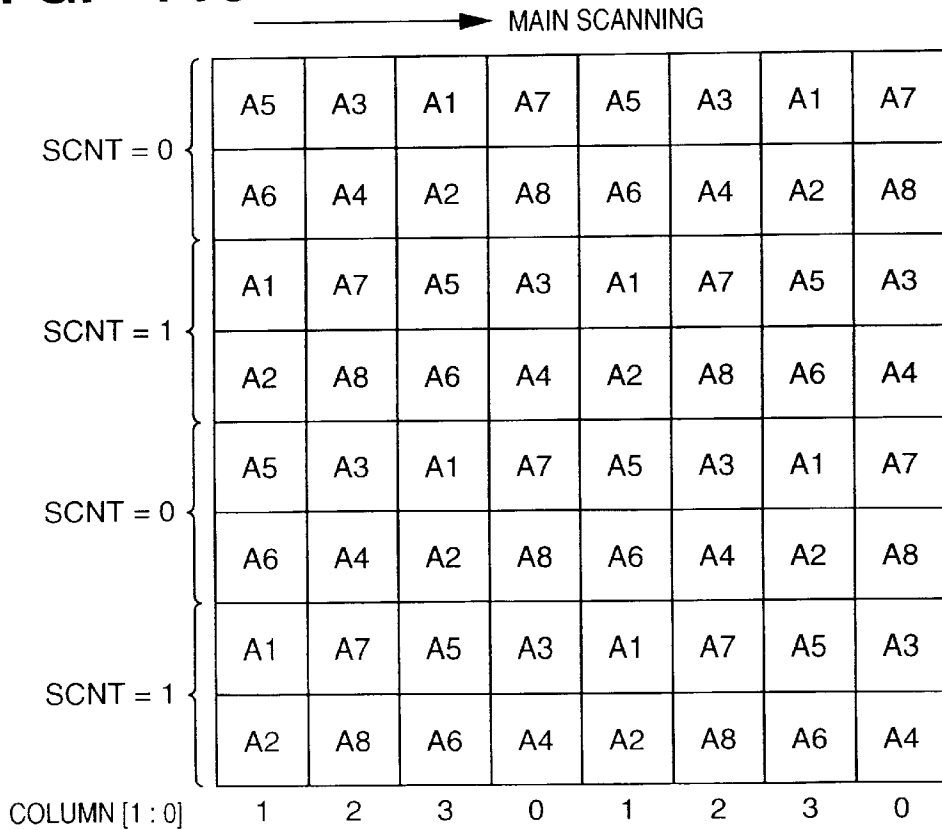 MAIN SCANNING
A5 A3 A1 A7 A5 A3 A1 A7
SCNT = 0
A6 A4 A2 A8 A6 A4 A2 A8
A1 A7 A5 A3 A1 A7 A5 A3
SCNT = 1
A2 A8 A6 A4 A2 A8 A6 A4
A5 A3 A1 A7 A5 A3 A1 A7
SCNT = 0
A6 A4 A2 A8 A6 A4 A2 A8
A1 A7 A5 A3 A1 A7 A5 A3
SCNT = 1
A2 A8 A6 A4 A2 A8 A6 A4
COLUMN [1 : 0] 1 2 3 0 1 2 3 0